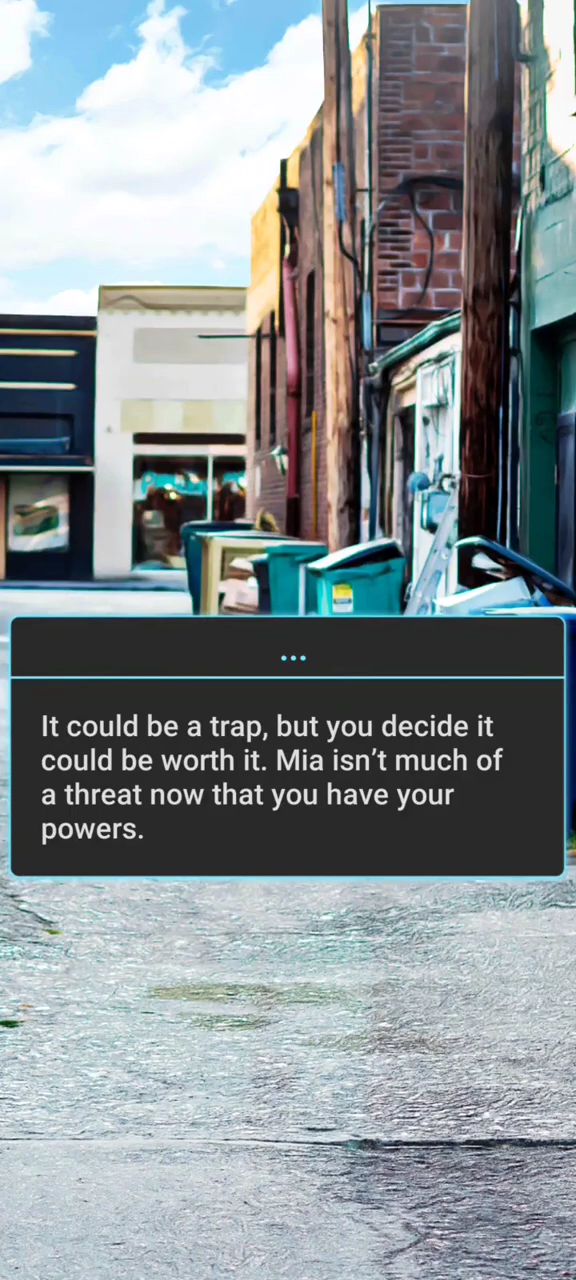 ...
It could be a trap, but you decide it
could be worth it. Mia isn’t much of
a threat now that you have your
powers.